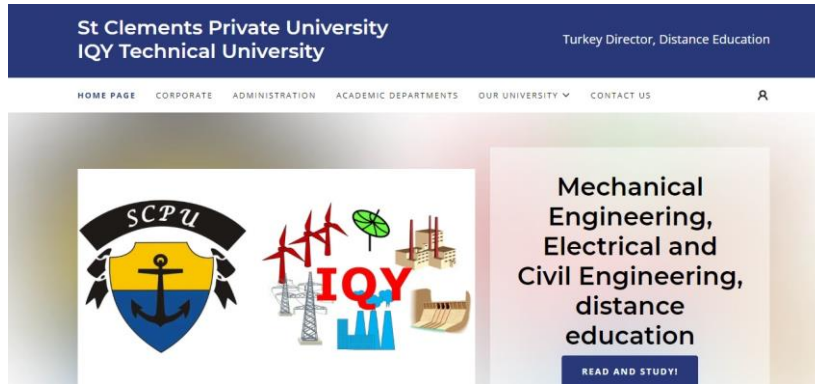 St Clements Private University
IQY Technical University
Turkey Director, Distance Education
HOME PAGE CORPORATE ADMINISTRATION ACADEMIC DEPARTMENTS OUR UNIVERSITY CONTACT US
SCPU
IQY
Mechanical
Engineering,
Electrical and
Civil Engineering,
distance
education
READ AND STUDY!